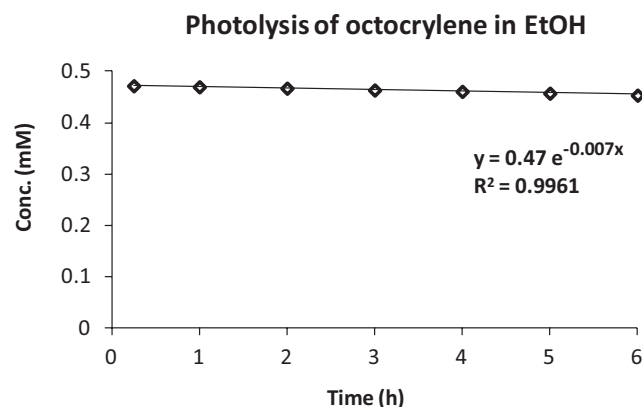 Photolysis of octocrylene in EtOH
0.5
0.4
0.3
0.2
0.1
0
Conc. (mM)
y = 0.47 e^-0.007x
R² = 0.9961
0 1 2 3 4 5 6
Time (h)